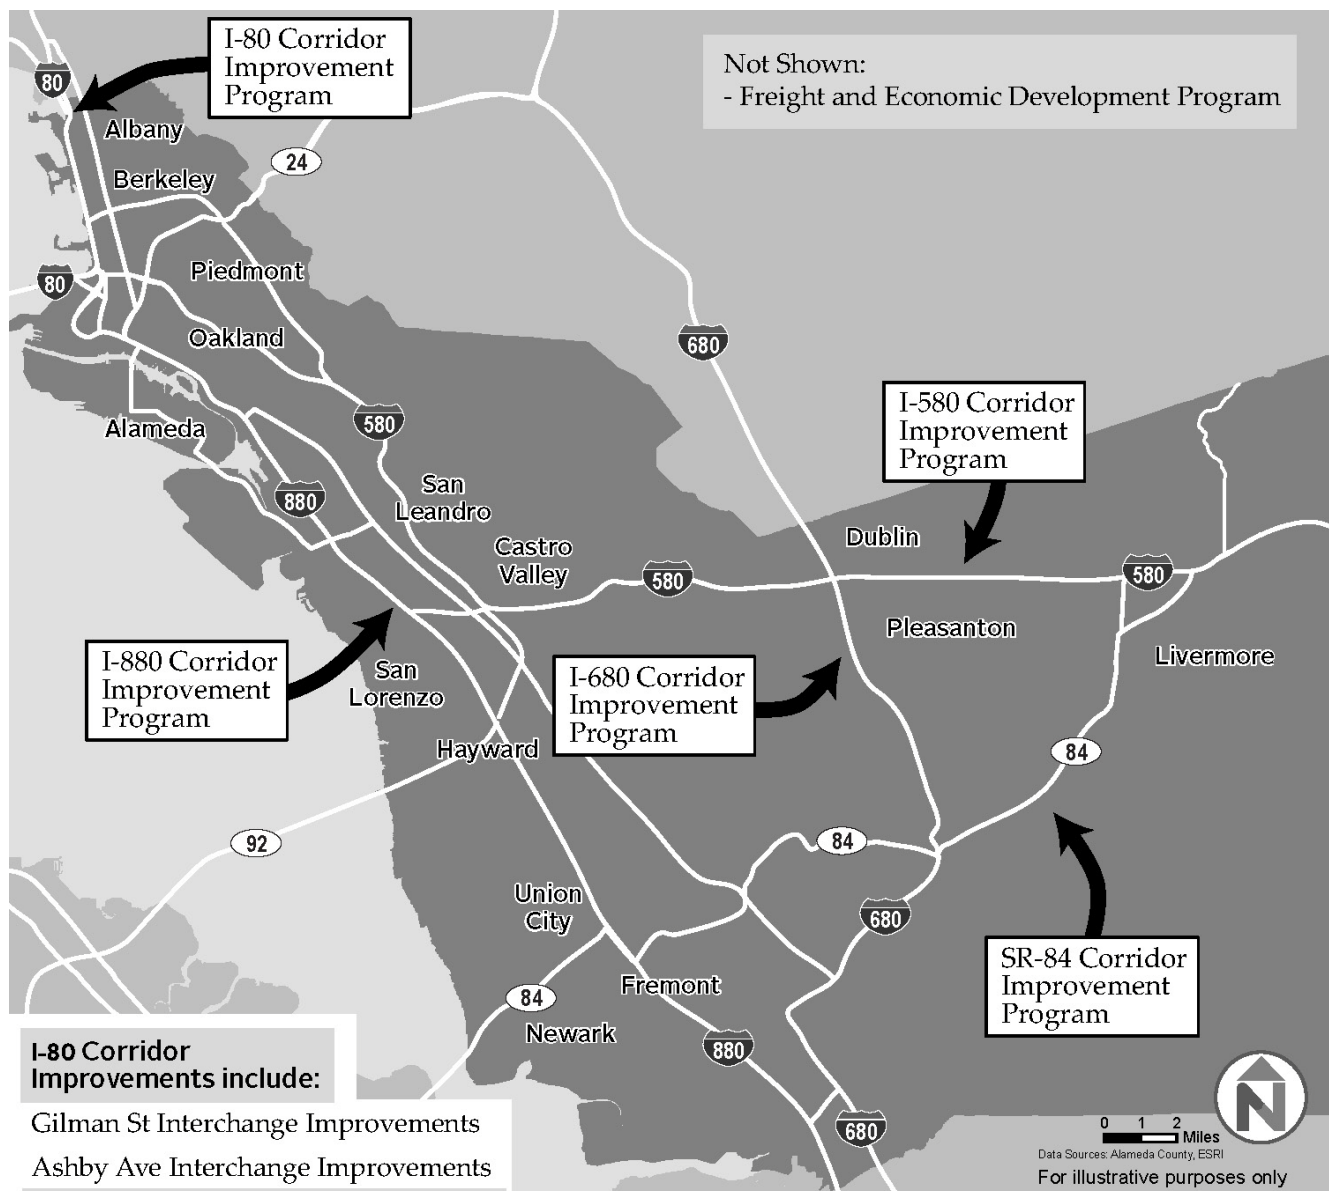 I-80 Corridor
Improvement
Program
Not Shown:
- Freight and Economic Development Program
80
Albany
24
Berkeley
Piedmont
80
Oakland
680
I-580 Corridor
Improvement
Program
580
Alameda
880
San
Leandro
Dublin
Castro
Valley
580
580
Pleasanton
Livermore
I-880 Corridor
Improvement
Program
San
Lorenzo
I-680 Corridor
Improvement
Program
Hayward
84
92
84
Union
City
680
SR-84 Corridor
Improvement
Program
Fremont
84
Newark
880
I-80 Corridor
Improvements include:
Gilman St Interchange Improvements
Ashby Ave Interchange Improvements
680
N
0 1 2
Miles
Data Sources: Alameda County, ESRI
For illustrative purposes only